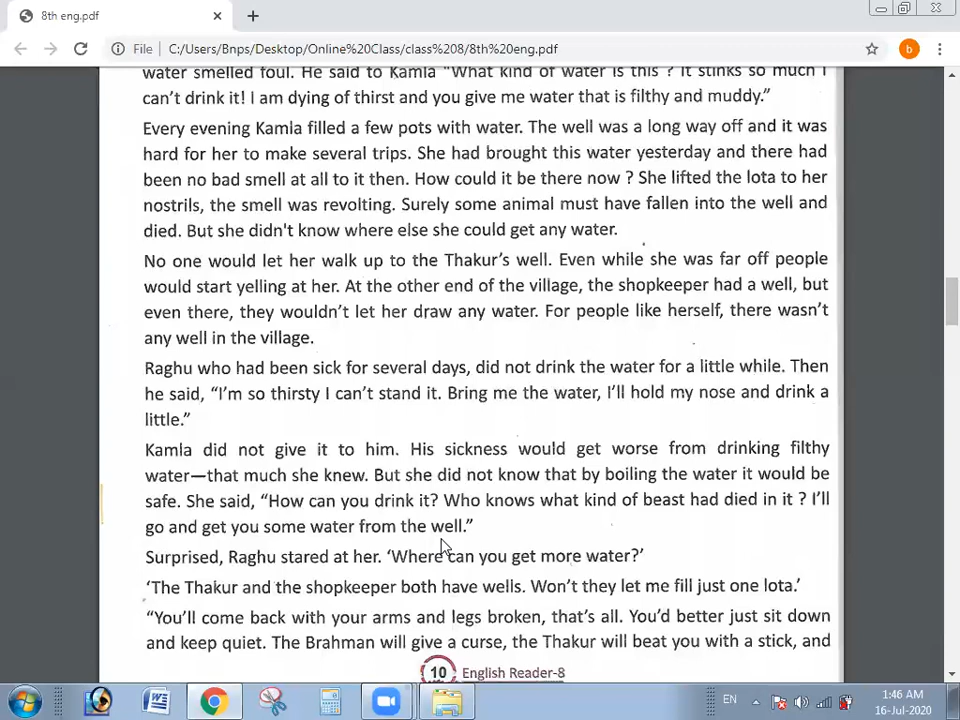 8th eng.pdf
File
C:/Users/Bnps/Desktop/Online%20Class/class%208/8th%20eng.pdf
b
water smelled foul. He said to Kamla "What kind of water is this ? It stinks so much I
can't drink it! I am dying of thirst and you give me water that is filthy and muddy."
Every evening Kamla filled a few pots with water. The well was a long way off and it was
hard for her to make several trips. She had brought this water yesterday and there had
been no bad smell at all to it then. How could it be there now ? She lifted the lota to her
nostrils, the smell was revolting. Surely some animal must have fallen into the well and
died. But she didn't know where else she could get any water.
No one would let her walk up to the Thakur's well. Even while she was far off people
would start yelling at her. At the other end of the village, the shopkeeper had a well, but
even there, they wouldn't let her draw any water. For people like herself, there wasn't
any well in the village.
Raghu who had been sick for several days, did not drink the water for a little while. Then
he said, "I'm so thirsty I can't stand it. Bring me the water, I'll hold my nose and drink a
little."
Kamla did not give it to him. His sickness would get worse from drinking filthy
water—that much she knew. But she did not know that by boiling the water it would be
safe. She said, "How can you drink it? Who knows what kind of beast had died in it ? I'll
go and get you some water from the well."
Surprised, Raghu stared at her. 'Where can you get more water?'
'The Thakur and the shopkeeper both have wells. Won't they let me fill just one lota.'
"You'll come back with your arms and legs broken, that's all. You'd better just sit down
and keep quiet. The Brahman will give a curse, the Thakur will beat you with a stick, and
10 English Reader-8
EN
1:46 AM
16-Jul-2020